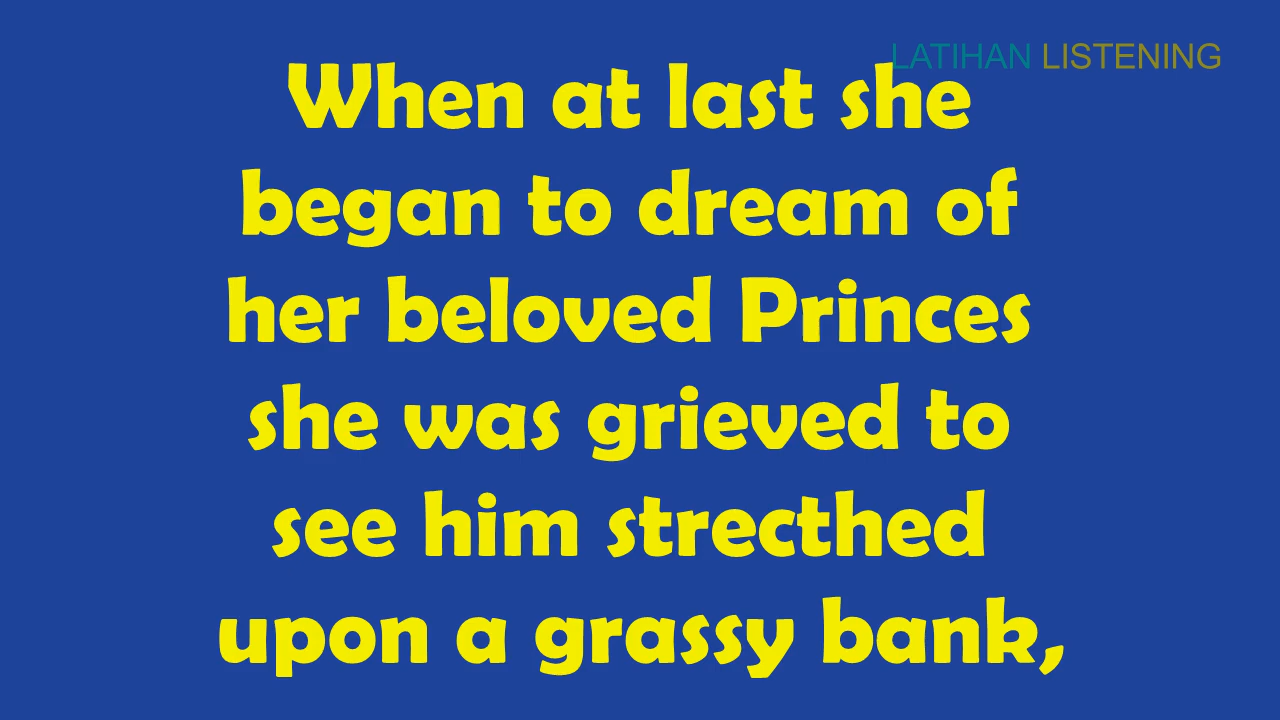 LATIHAN LISTENING
When at last she
began to dream of
her beloved Princes
she was grieved to
see him strecthed
upon a grassy bank,